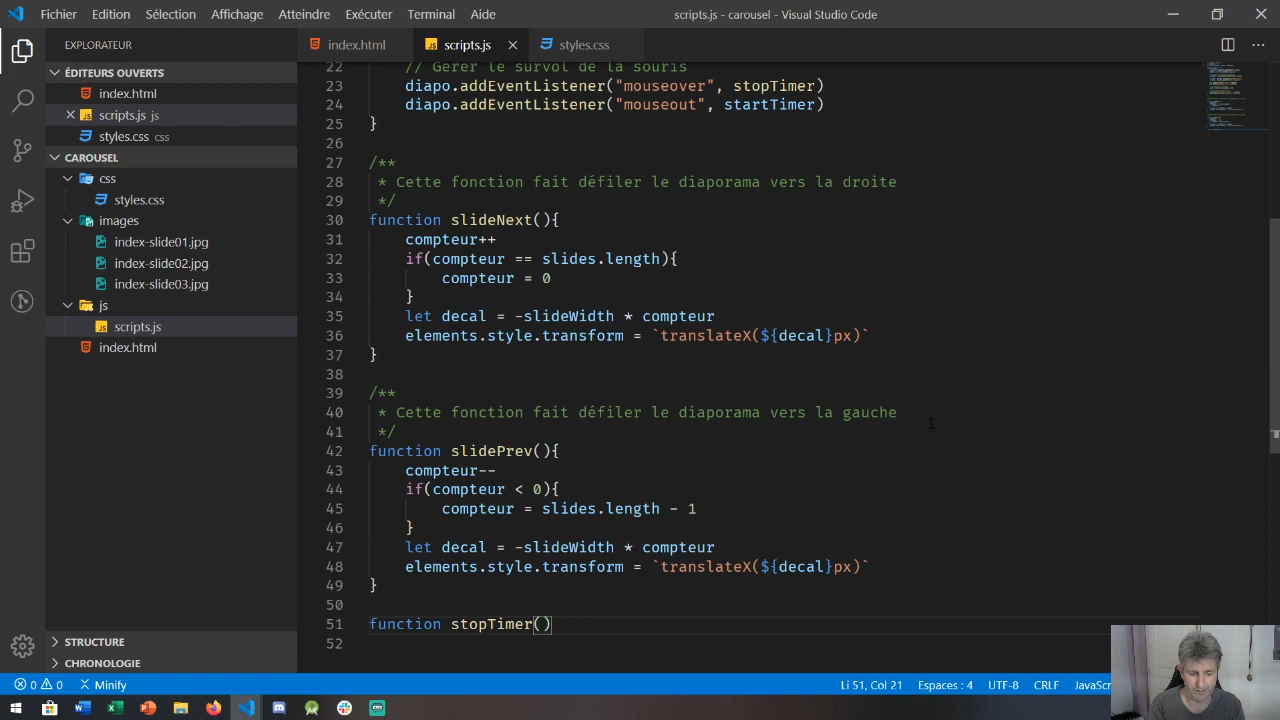 Fichier Edition Sélection Affichage Atteindre Exécuter Terminal Aide
scripts.js - carousel - Visual Studio Code
EXPLORATEUR
index.html
scripts.js
styles.css
ÉDITEURS OUVERTS
index.html
scripts.js js
styles.css css
CAROUSEL
css
styles.css
images
index-slide01.jpg
index-slide02.jpg
index-slide03.jpg
js
scripts.js
index.html
STRUCTURE
CHRONOLOGIE
22 // Gérer le survol de la souris
23 diapo.addEventListener("mouseover", stopTimer)
24 diapo.addEventListener("mouseout", startTimer)
25 }
26
27 /**
28 * Cette fonction fait défiler le diaporama vers la droite
29 */
30 function slideNext(){
31 compteur++
32 if(compteur == slides.length){
33 compteur = 0
34 }
35 let decal = -slideWidth * compteur
36 elements.style.transform = `translateX(${decal}px)`
37 }
38
39 /**
40 * Cette fonction fait défiler le diaporama vers la gauche
41 */
42 function slidePrev(){
43 compteur--
44 if(compteur < 0){
45 compteur = slides.length - 1
46 }
47 let decal = -slideWidth * compteur
48 elements.style.transform = `translateX(${decal}px)`
49 }
50
51 function stopTimer()
52
0 0 Minify
Li 51, Col 21 Espaces : 4 UTF-8 CRLF